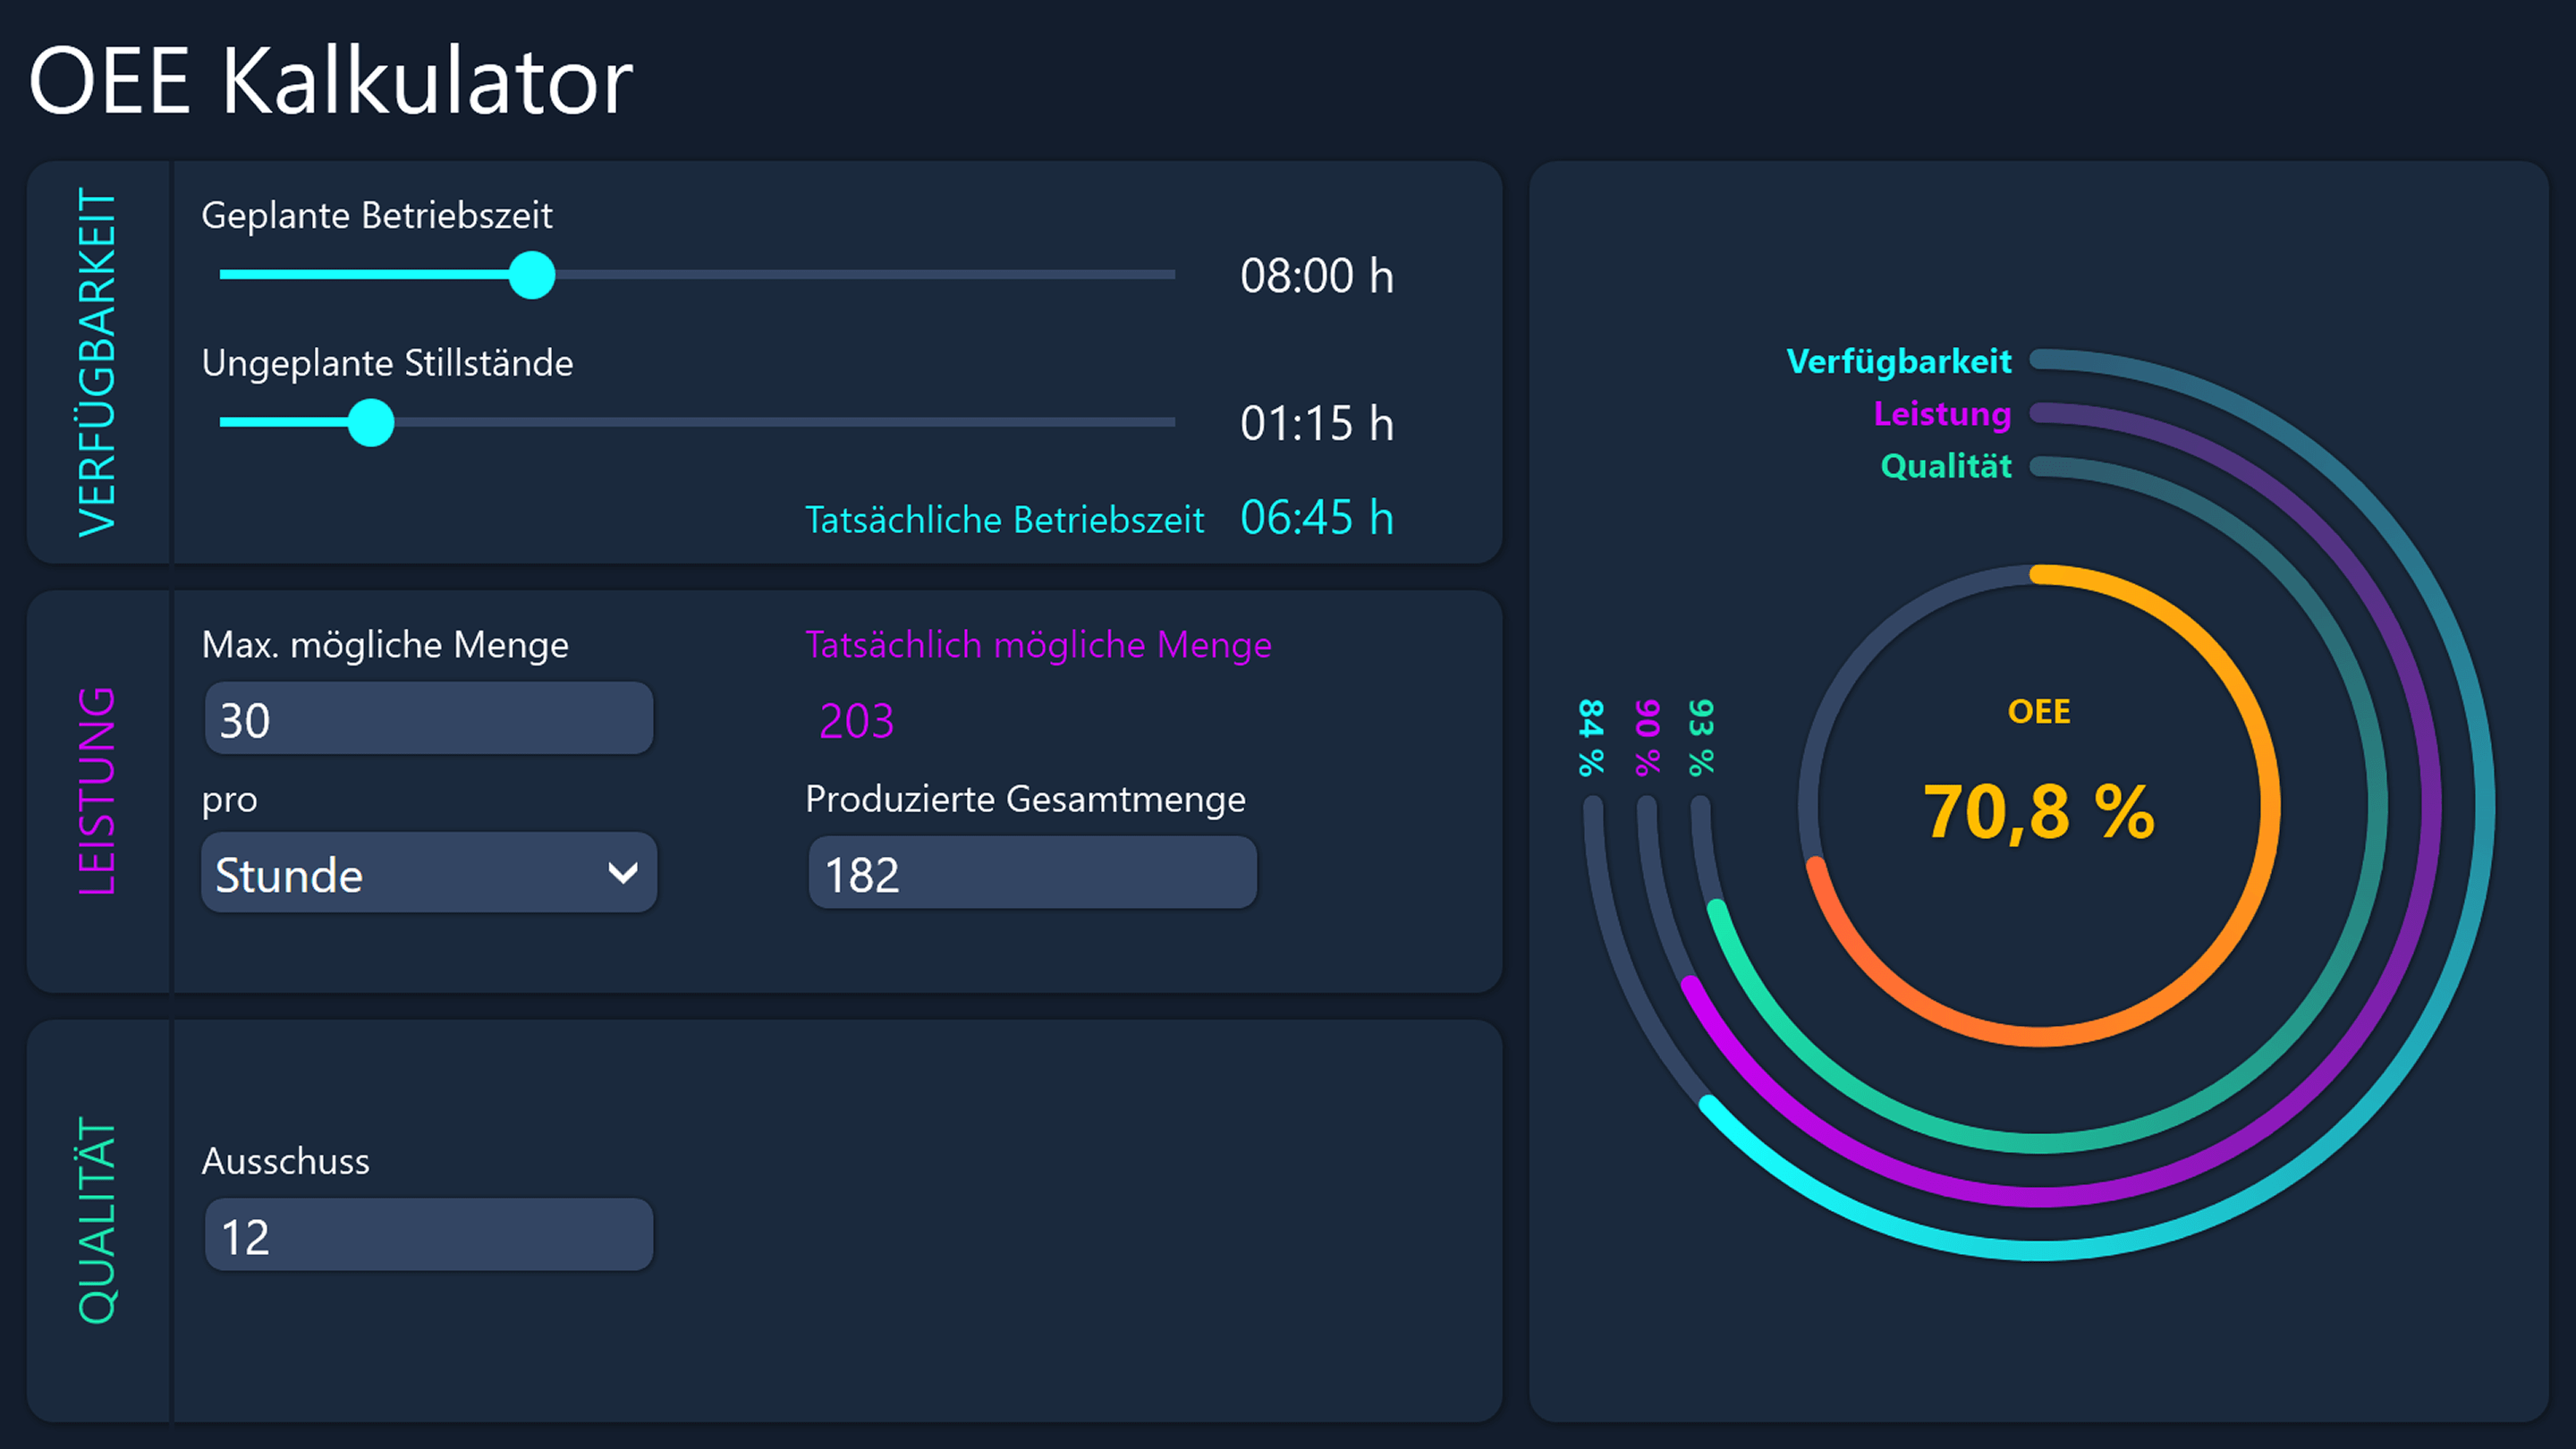 OEE Kalkulator
VERFÜGBARKEIT
Geplante Betriebszeit
08:00 h
Ungeplante Stillstände
01:15 h
Tatsächliche Betriebszeit 06:45 h
LEISTUNG
Max. mögliche Menge
30
pro
Stunde
Tatsächlich mögliche Menge
203
Produzierte Gesamtmenge
182
QUALITÄT
Ausschuss
12
Verfügbarkeit
Leistung
Qualität
84 %
90 %
93 %
OEE
70,8 %